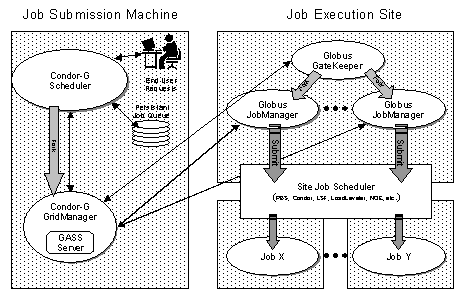 Job Submission Machine
Job Execution Site
Condor-G
Scheduler
End User
Requests
Persistant
Job Queue
Fork
Condor-G
GridManager
GASS
Server
Globus
GateKeeper
Fork
Fork
Globus
JobManager
Globus
JobManager
Submit
Submit
Site Job Scheduler
(PBS, Condor, LSF, LoadLeveler, NQE, etc.)
Job X
Job Y